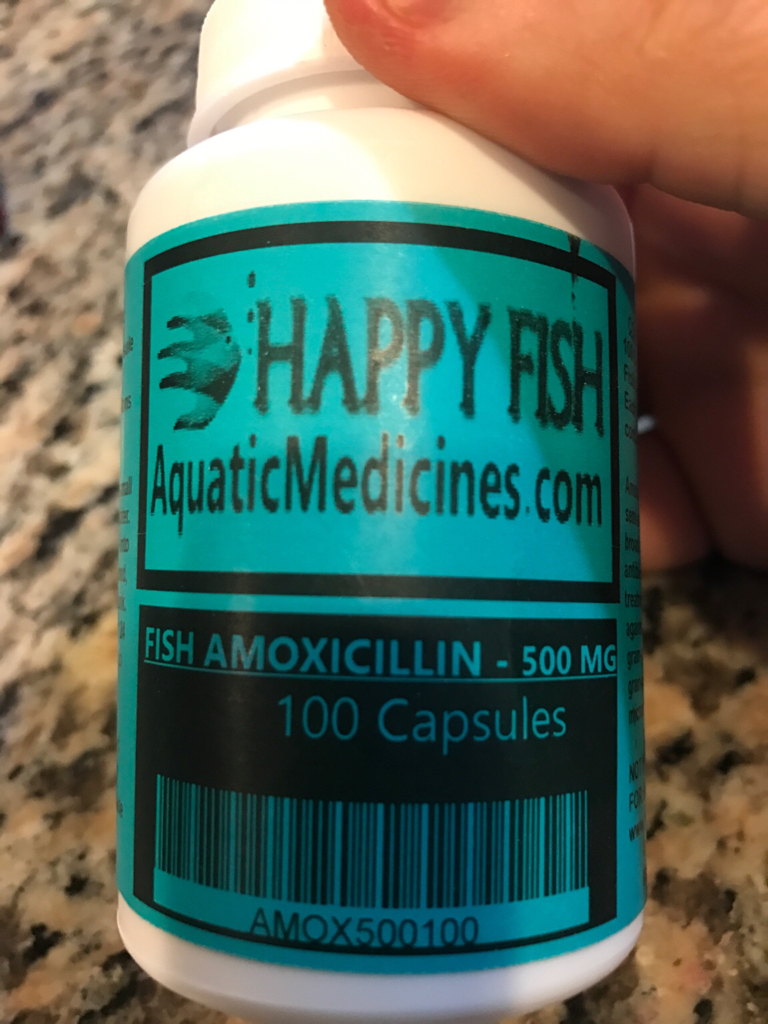 HAPPY FISH
AquaticMedicines.com
FISH AMOXICILLIN - 500 MG
100 Capsules
AMOX500100